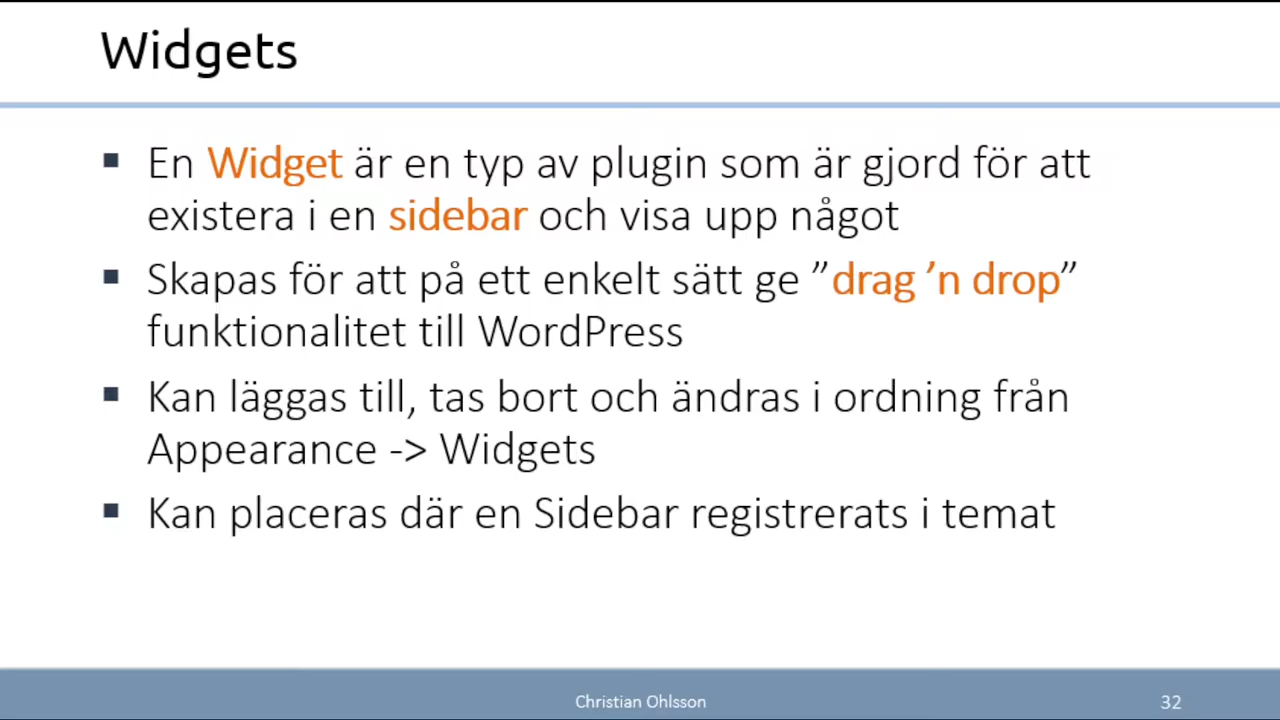 Widgets
▪ En Widget är en typ av plugin som är gjord för att
existera i en sidebar och visa upp något
▪ Skapas för att på ett enkelt sätt ge ”drag ’n drop”
funktionalitet till WordPress
▪ Kan läggas till, tas bort och ändras i ordning från
Appearance -> Widgets
▪ Kan placeras där en Sidebar registrerats i temat
Christian Ohlsson
32